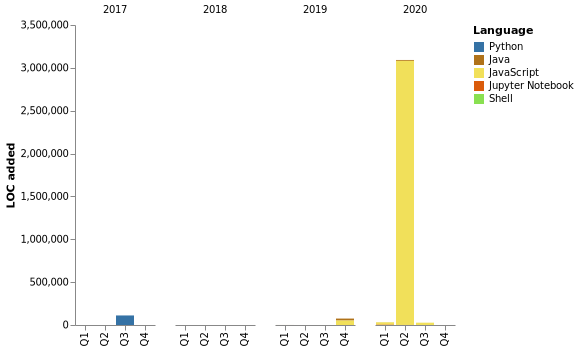 2017 2018 2019 2020
3,500,000
3,000,000
2,500,000
2,000,000
1,500,000
1,000,000
500,000
0
LOC added
Q1 Q2 Q3 Q4 Q1 Q2 Q3 Q4 Q1 Q2 Q3 Q4 Q1 Q2 Q3 Q4
Language
Python
Java
JavaScript
Jupyter Notebook
Shell